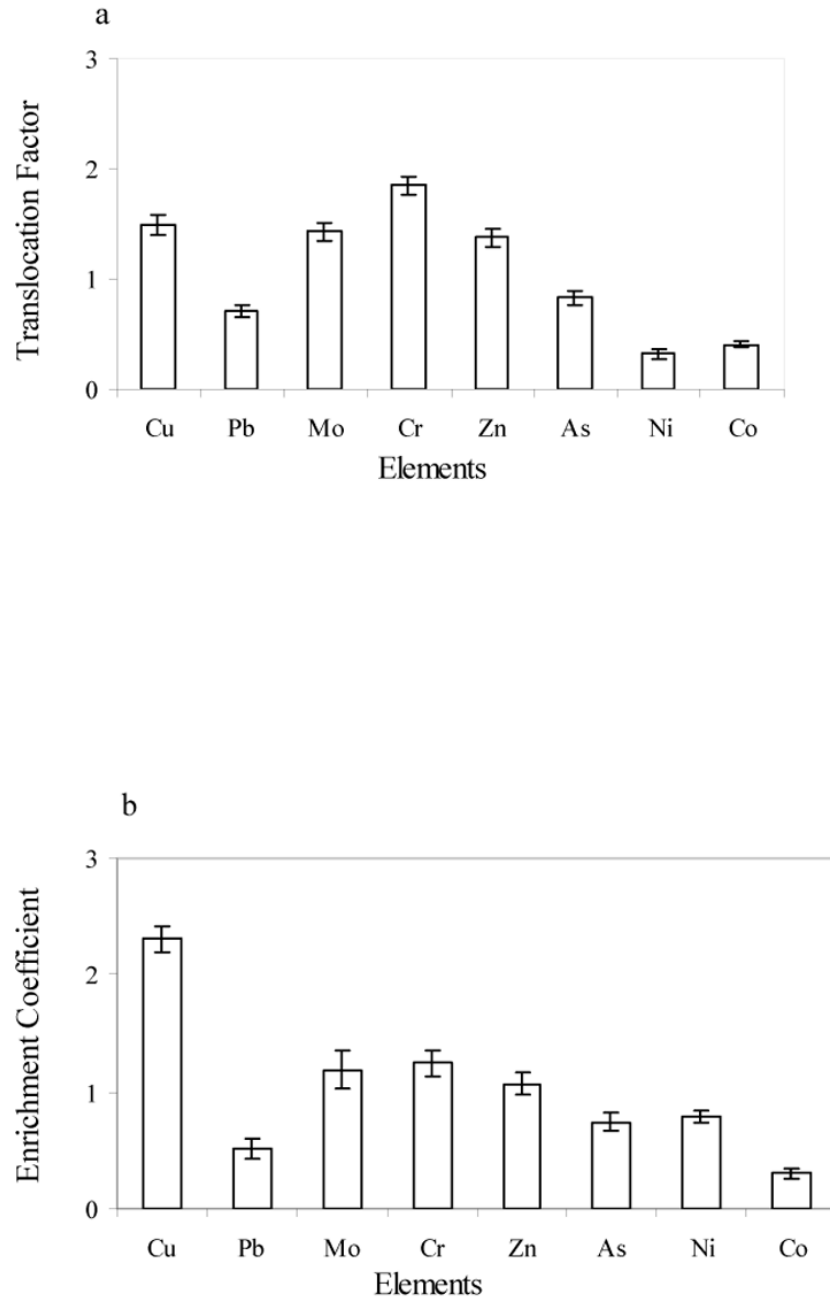 a
Translocation Factor
3
2
1
0
Cu Pb Mo Cr Zn As Ni Co
Elements
b
Enrichment Coefficient
3
2
1
0
Cu Pb Mo Cr Zn As Ni Co
Elements